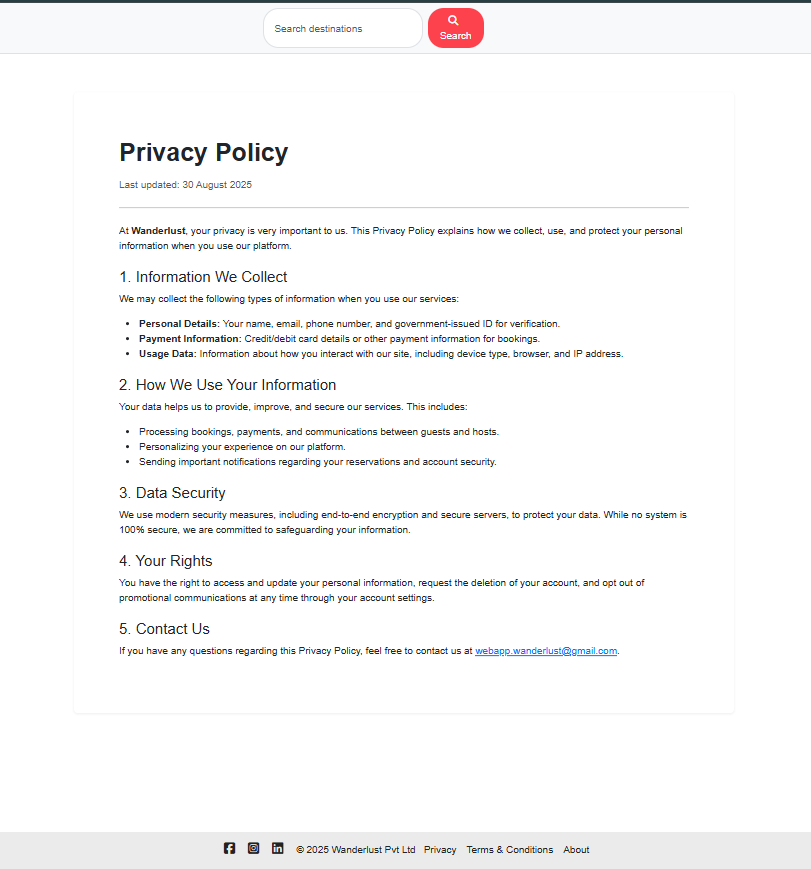 Search destinations
Search
Privacy Policy
Last updated: 30 August 2025
At Wanderlust, your privacy is very important to us. This Privacy Policy explains how we collect, use, and protect your personal
information when you use our platform.
1. Information We Collect
We may collect the following types of information when you use our services:
• Personal Details: Your name, email, phone number, and government-issued ID for verification.
• Payment Information: Credit/debit card details or other payment information for bookings.
• Usage Data: Information about how you interact with our site, including device type, browser, and IP address.
2. How We Use Your Information
Your data helps us to provide, improve, and secure our services. This includes:
• Processing bookings, payments, and communications between guests and hosts.
• Personalizing your experience on our platform.
• Sending important notifications regarding your reservations and account security.
3. Data Security
We use modern security measures, including end-to-end encryption and secure servers, to protect your data. While no system is
100% secure, we are committed to safeguarding your information.
4. Your Rights
You have the right to access and update your personal information, request the deletion of your account, and opt out of
promotional communications at any time through your account settings.
5. Contact Us
If you have any questions regarding this Privacy Policy, feel free to contact us at webapp.wanderlust@gmail.com.
© 2025 Wanderlust Pvt Ltd Privacy Terms & Conditions About